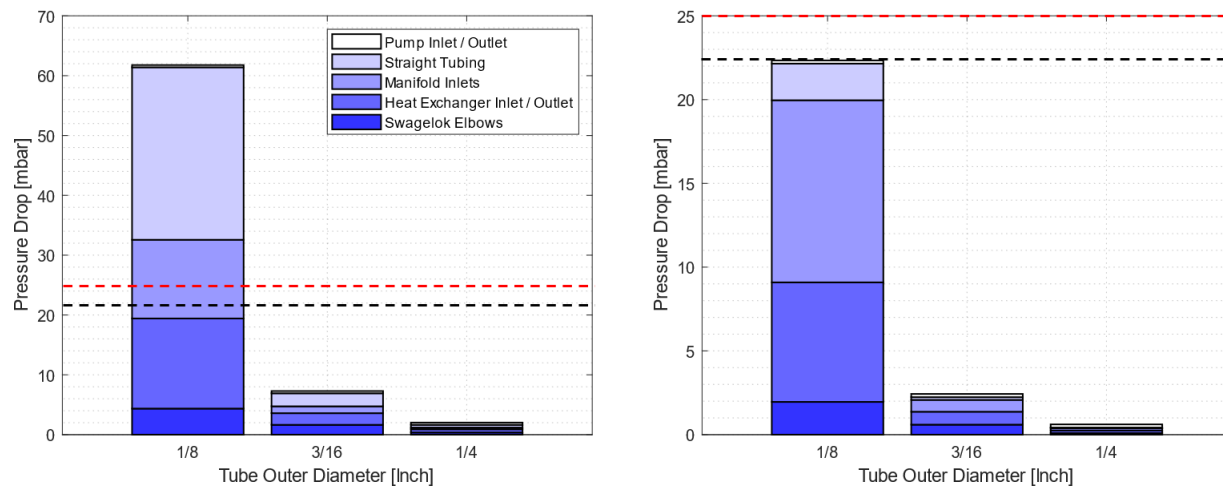 70
60
50
40
30
20
10
0
Pressure Drop [mbar]
Pump Inlet / Outlet
Straight Tubing
Manifold Inlets
Heat Exchanger Inlet / Outlet
Swagelok Elbows
1/8 3/16 1/4
Tube Outer Diameter [Inch]
25
20
15
10
5
0
Pressure Drop [mbar]
1/8 3/16 1/4
Tube Outer Diameter [Inch]